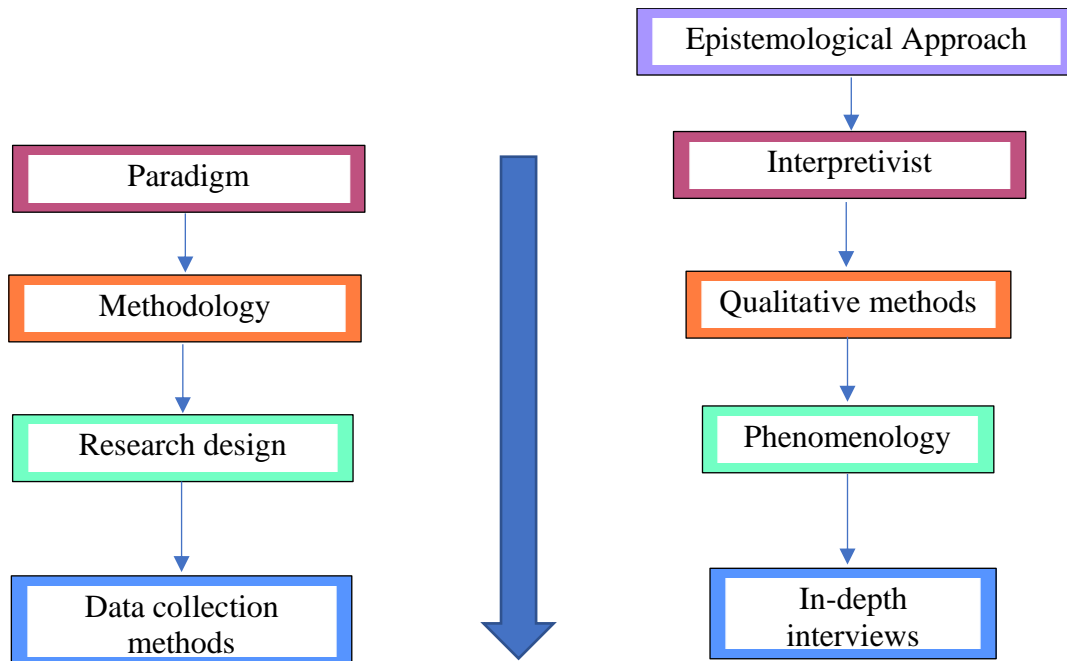 Epistemological Approach
Paradigm
Interpretivist
Methodology
Qualitative methods
Research design
Phenomenology
Data collection
methods
In-depth
interviews